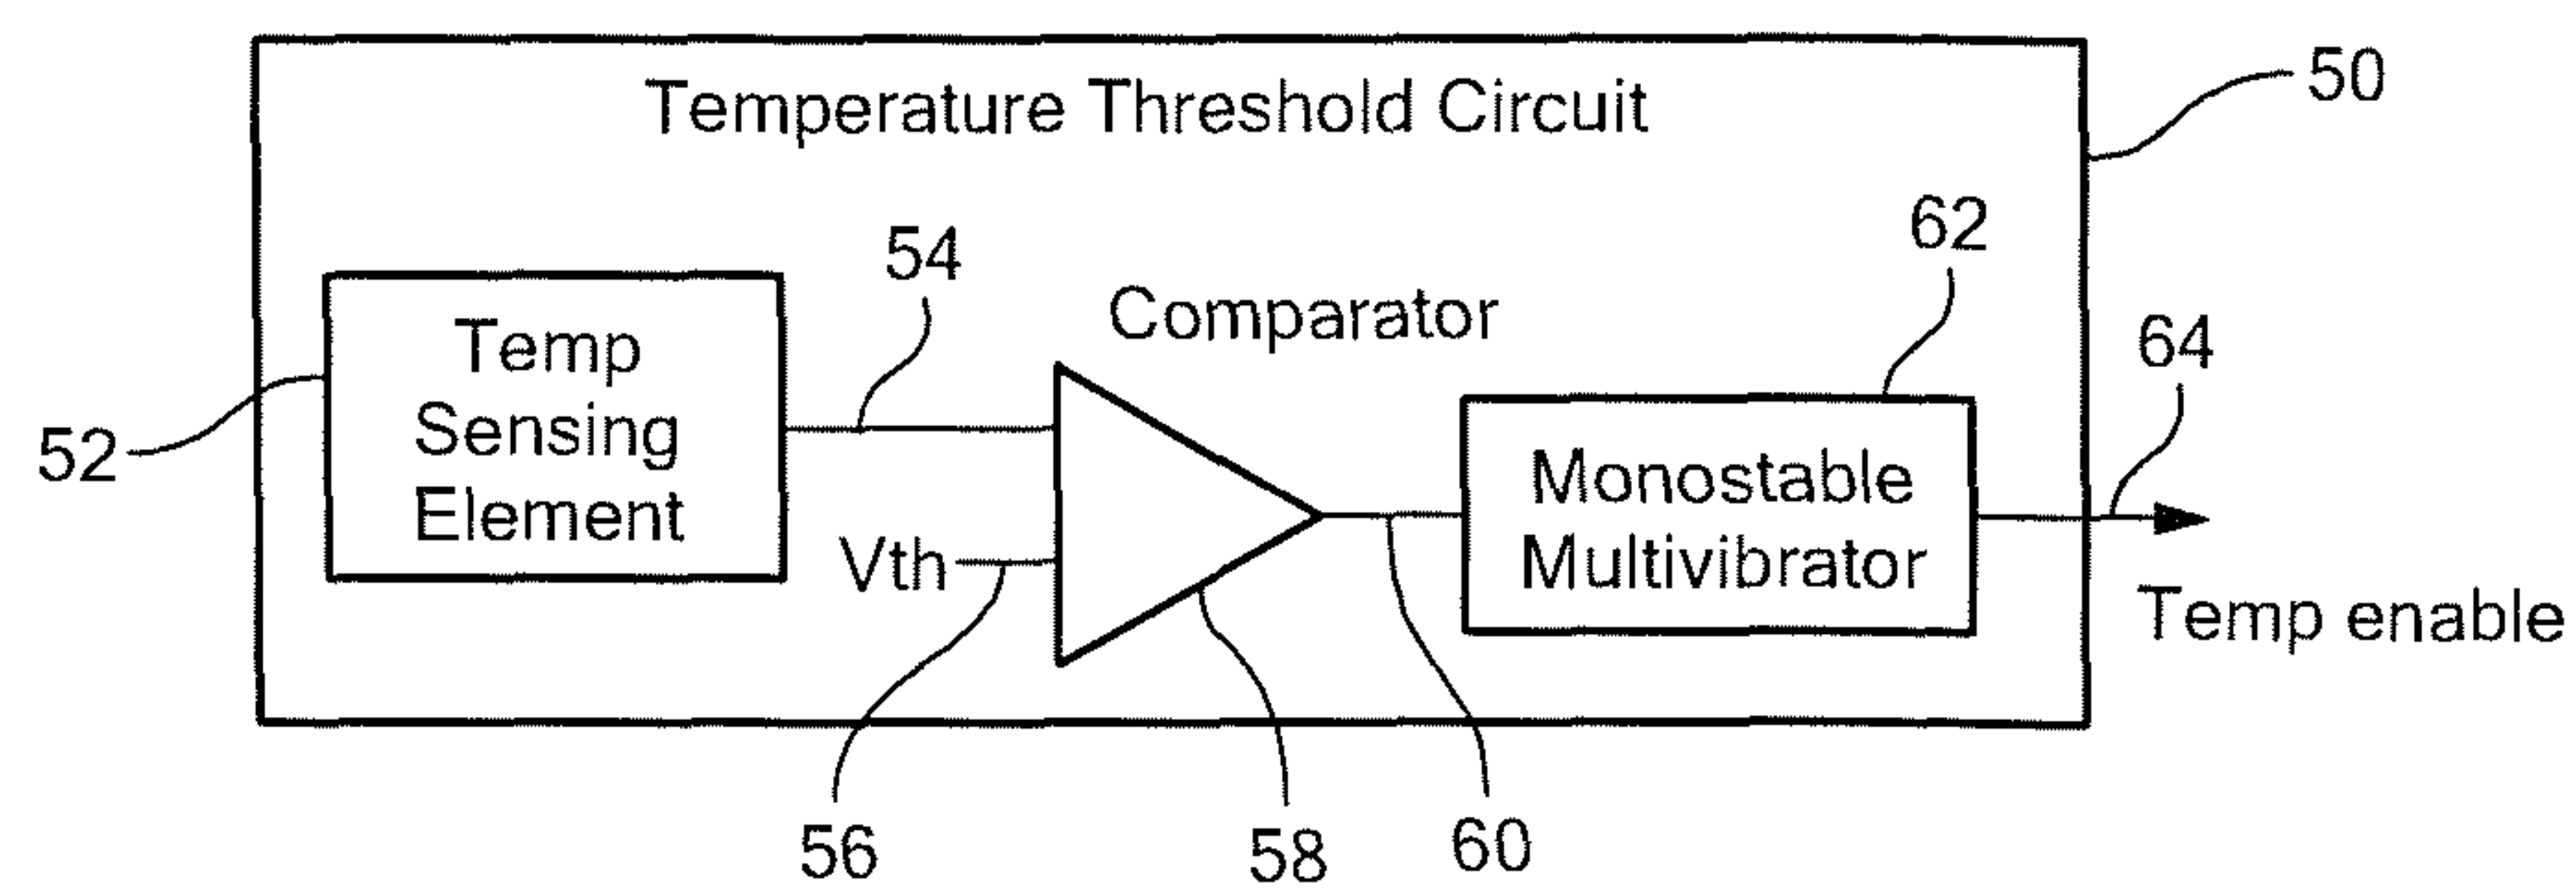 Temperature Threshold Circuit
50
62
54
Comparator
64
Temp
Sensing
Element
52
Monostable
Multivibrator
Vth
Temp enable
56
58
60